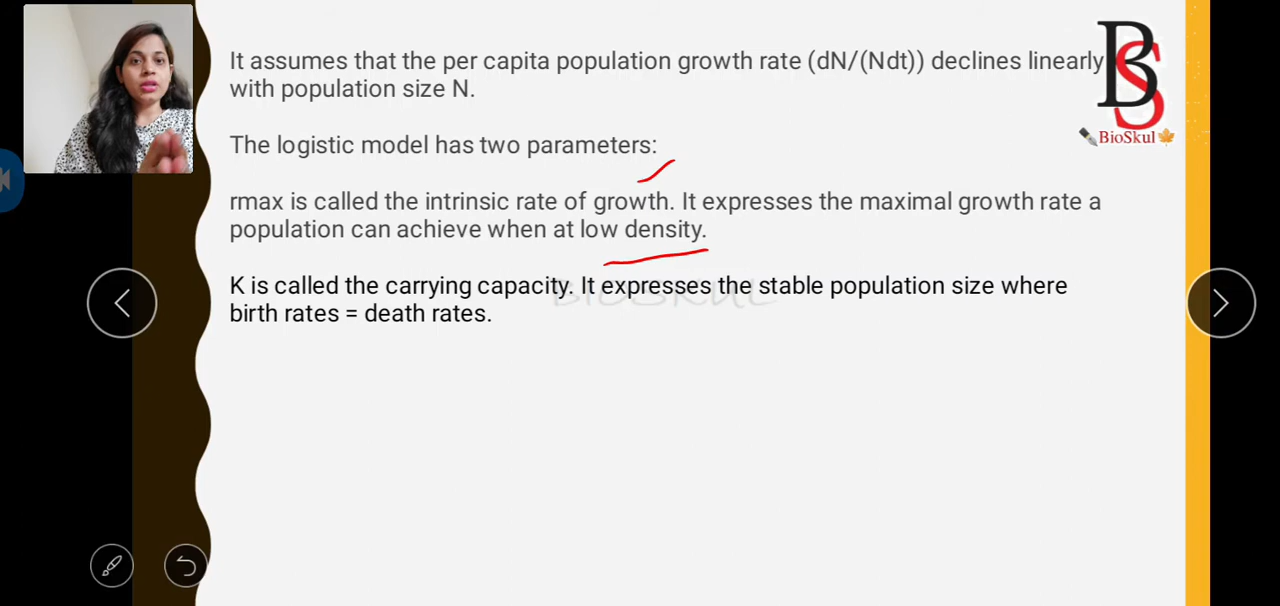 It assumes that the per capita population growth rate (dN/(Ndt)) declines linearly
with population size N.
The logistic model has two parameters:
rmax is called the intrinsic rate of growth. It expresses the maximal growth rate a
population can achieve when at low density.
K is called the carrying capacity. It expresses the stable population size where
birth rates = death rates.
BS
BioSkul
BIOSKUL